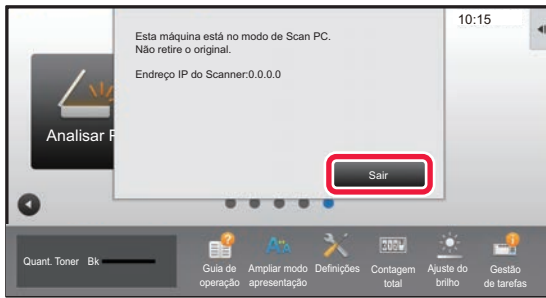 10:15
Esta máquina está no modo de Scan PC.
Não retire o original.
Endreço IP do Scanner:0.0.0.0
Analisar
Sair
Quant. Toner Bk
Guia de
operação
Ampliar modo
apresentação
Definições
Contagem
total
Ajuste do
brilho
Gestão
de tarefas